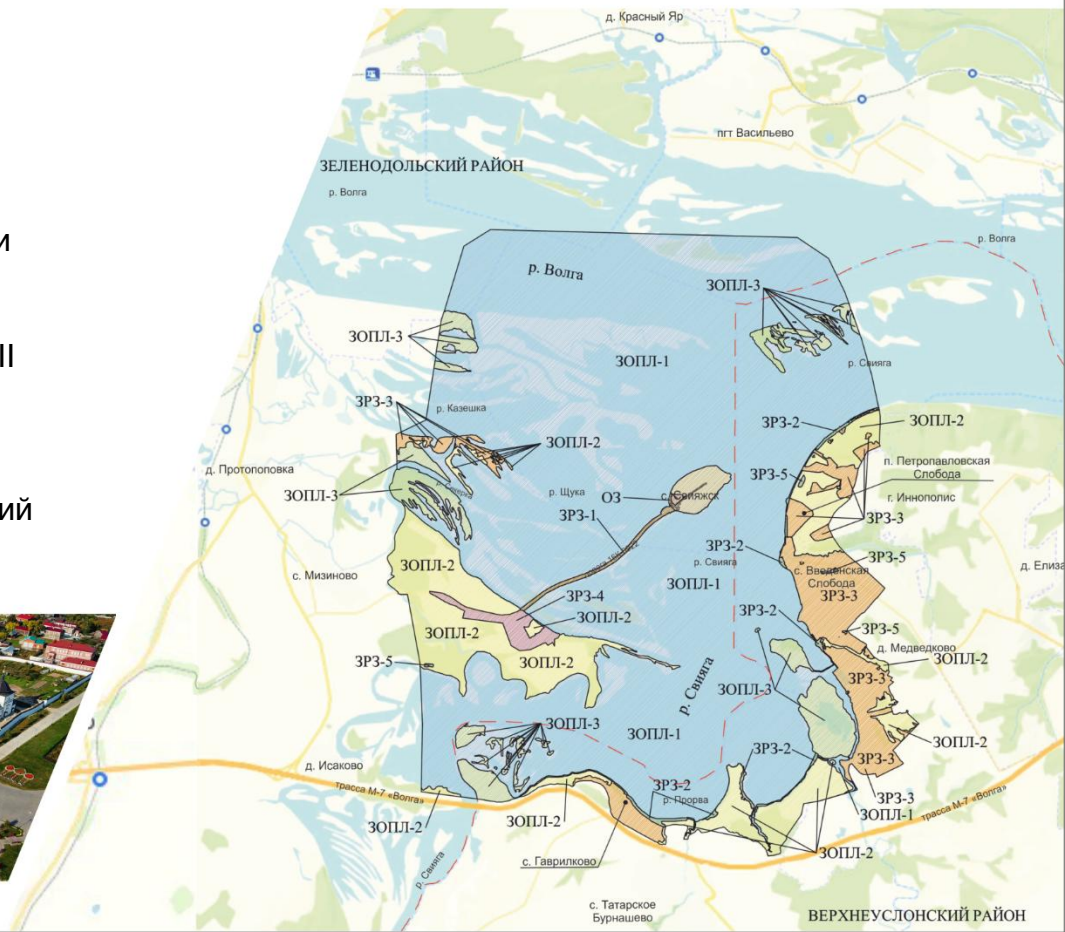 д. Красный Яр
пгт Васильево
ЗЕЛЕНОДОЛЬСКИЙ РАЙОН
р. Волга
и
р. Волга
р. Волга
ЗОПЛ-3
ЗОПЛ-3
II
ЗОПЛ-1
р. Свияга
ЗРЗ-3
р. Казешка
ЗРЗ-2
ЗОПЛ-2
ЗОПЛ-2
д. Протопоповка
ЗРЗ-5
п. Петропавловская
Слобода
ЗОПЛ-3
р. Щука
ОЗ
с. Свияжск
г. Иннополис
ий
ЗРЗ-1
ЗРЗ-3
ЗРЗ-2
ЗРЗ-5
р. Свияга
ЗОПЛ-2
с. Мизиново
ЗОПЛ-1
с. Введенская
Слобода
д. Елиза
ЗРЗ-4
ЗРЗ-3
ЗРЗ-2
ЗОПЛ-2
ЗОПЛ-2
ЗРЗ-5
д. Медведково
ЗРЗ-5
ЗОПЛ-2
ЗОПЛ-2
ЗРЗ-3
ЗОПЛ-3
р. Свияга
ЗОПЛ-3
ЗОПЛ-1
ЗОПЛ-2
ЗРЗ-2
ЗРЗ-3
д. Исаково
трасса М-7 «Волга»
ЗРЗ-2
р. Прорва
ЗРЗ-3
ЗОПЛ-1
трасса М-7 «Волга»
ЗОПЛ-2
ЗОПЛ-2
ЗОПЛ-2
с. Гаврилково
р. Свияга
с. Татарское
Бурнашево
ВЕРХНЕУСЛОНСКИЙ РАЙОН